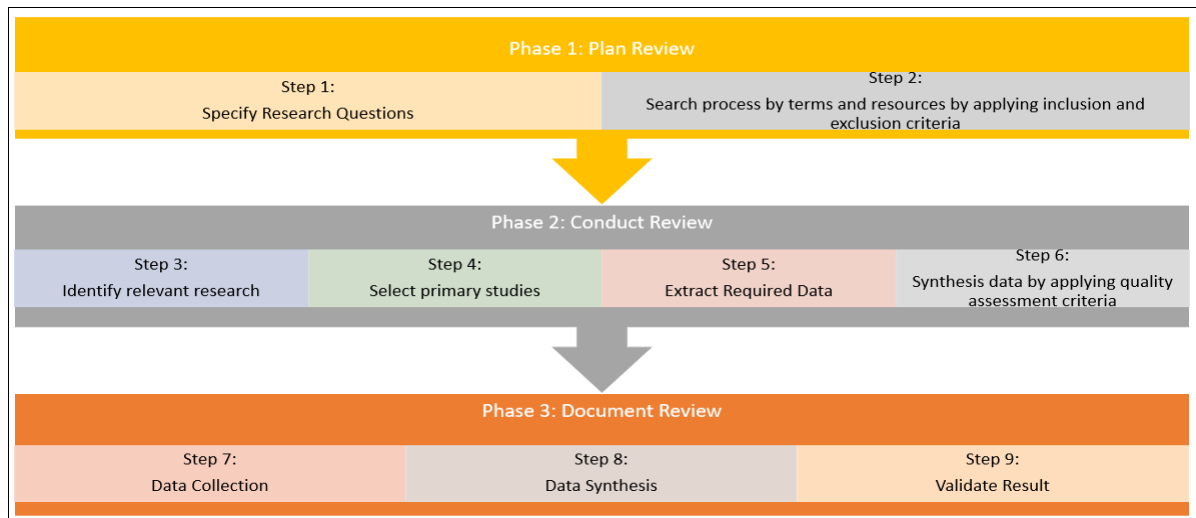 Phase 1: Plan Review
Step 1:
Specify Research Questions
Step 2:
Search process by terms and resources by applying inclusion and
exclusion criteria
Phase 2: Conduct Review
Step 3:
Identify relevant research
Step 4:
Select primary studies
Step 5:
Extract Required Data
Step 6:
Synthesis data by applying quality
assessment criteria
Phase 3: Document Review
Step 7:
Data Collection
Step 8:
Data Synthesis
Step 9:
Validate Result